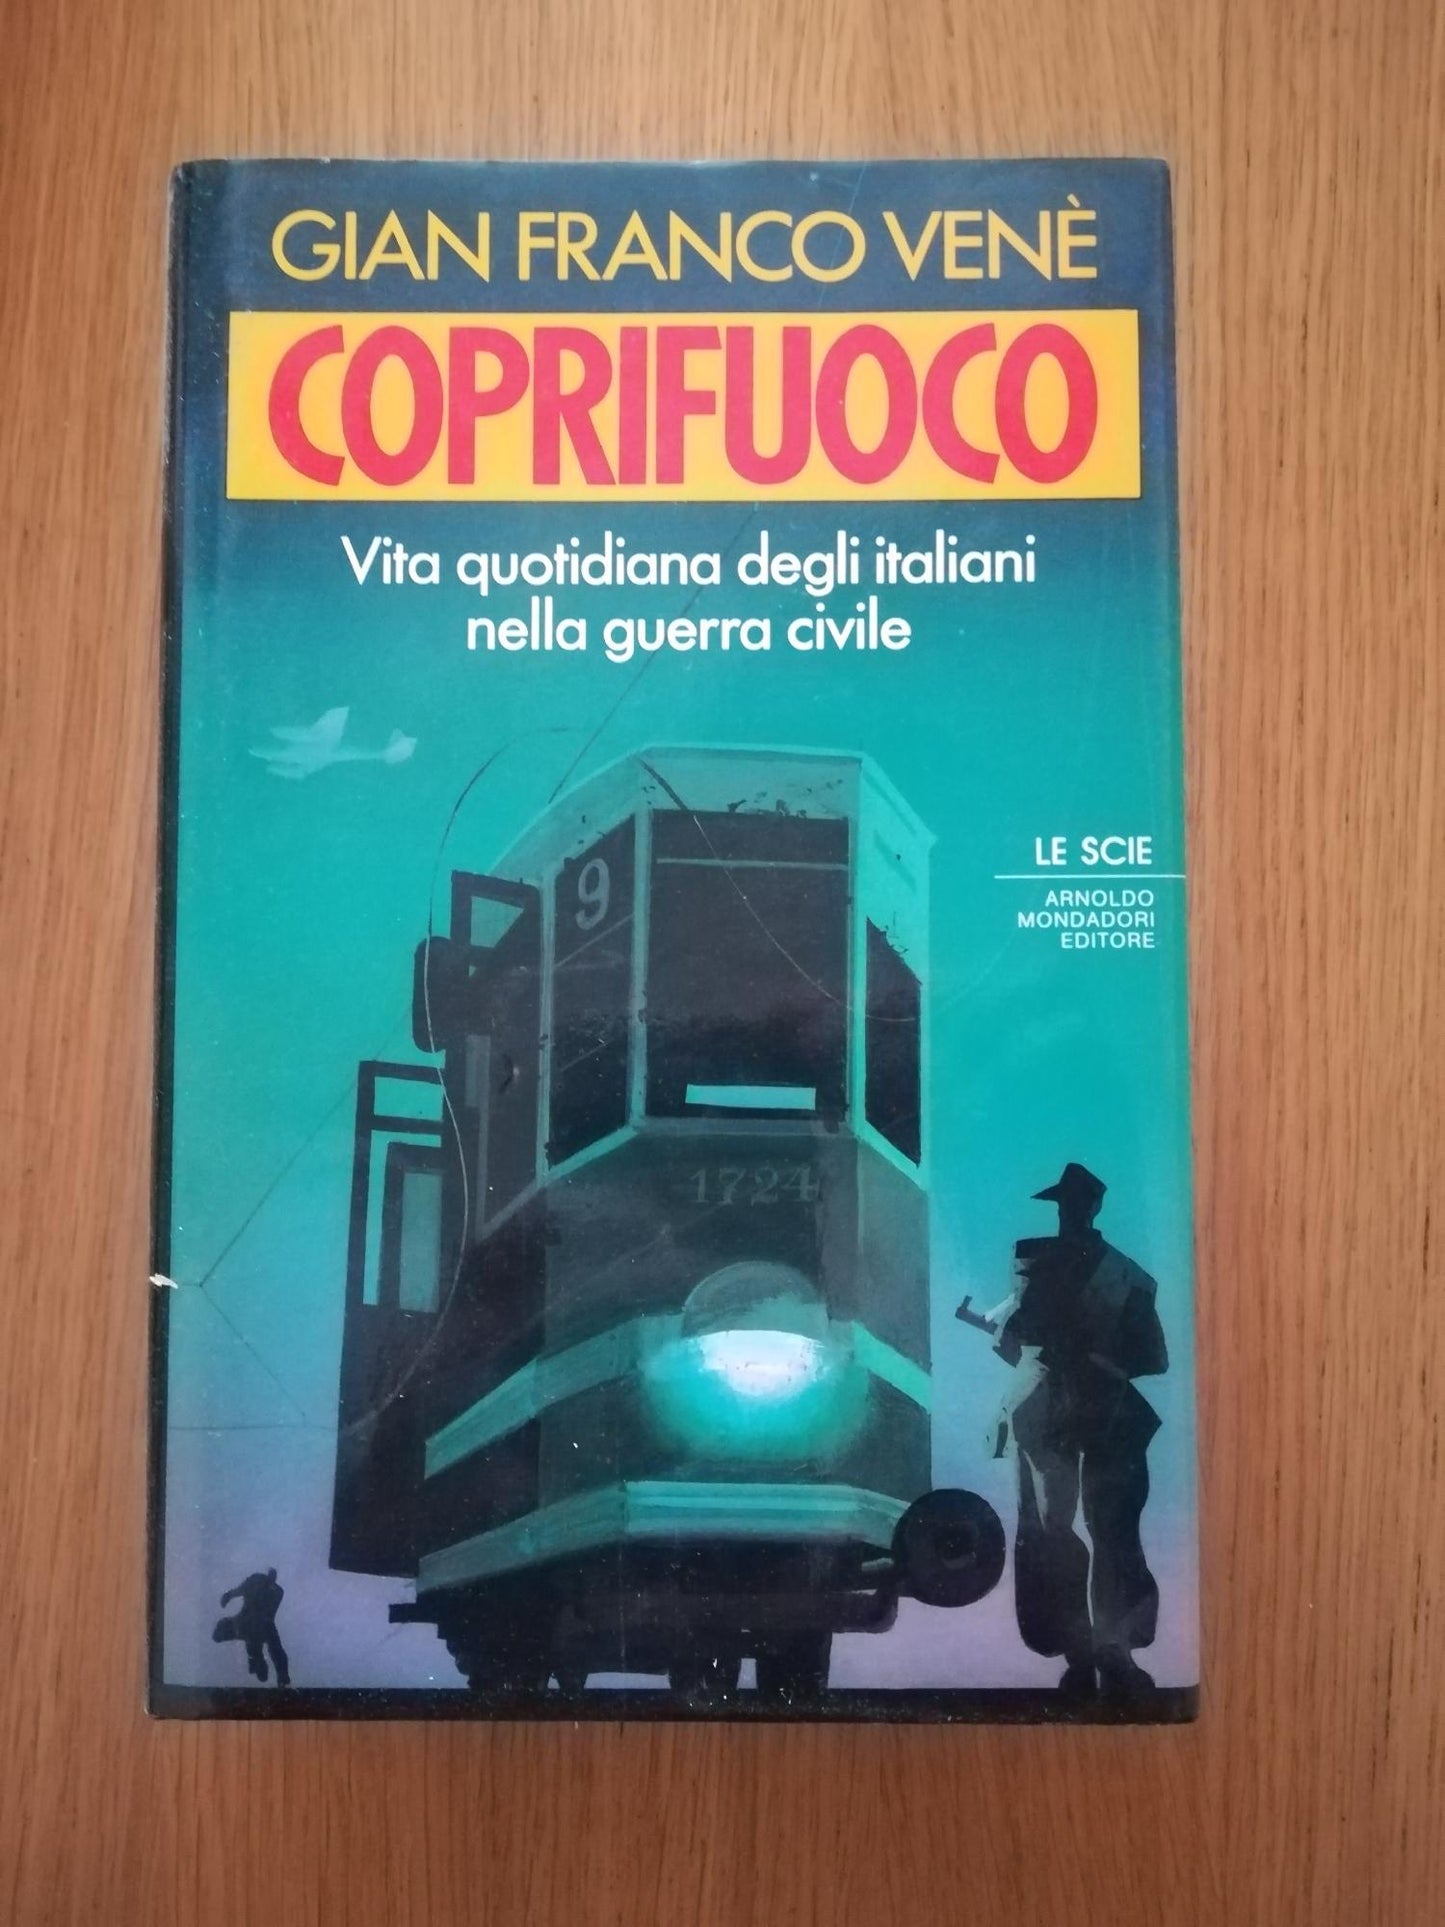 GIAN FRANCO VENÈ
COPRIFUOCO
Vita quotidiana degli italiani
nella guerra civile
9
LE SCIE
ARNOLDO
MONDADORI
EDITORE
1724